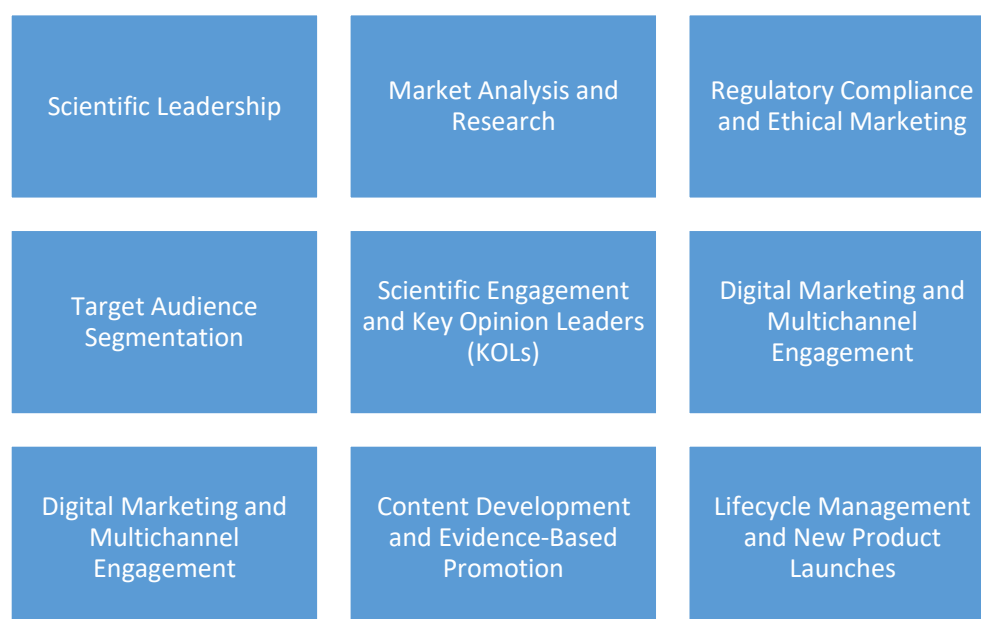 Scientific Leadership
Market Analysis and
Research
Regulatory Compliance
and Ethical Marketing
Target Audience
Segmentation
Scientific Engagement
and Key Opinion Leaders
(KOLs)
Digital Marketing and
Multichannel
Engagement
Digital Marketing and
Multichannel
Engagement
Content Development
and Evidence-Based
Promotion
Lifecycle Management
and New Product
Launches